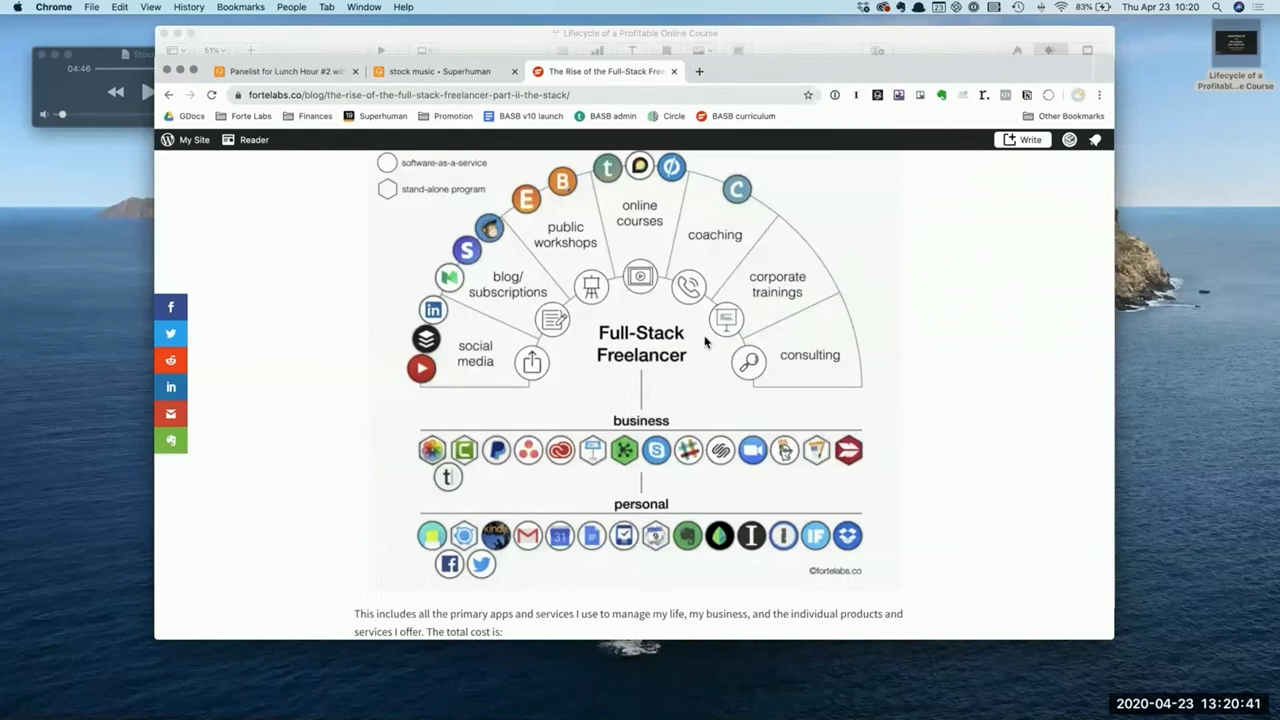 Chrome File Edit View History Bookmarks People Tab Window Help
23 83% Thu Apr 23 10:20
Lifecycle of a Profitable Online Course
51%
04:46
Lifecycle of a
Profitabl...e Course
Panelist for Lunch Hour #2 wit
stock music • Superhuman
The Rise of the Full-Stack Free
fortelabs.co/blog/the-rise-of-the-full-stack-freelancer-part-ii-the-stack/
GDocs Forte Labs Finances 19 Superhuman Promotion BASB v10 launch BASB admin Circle BASB curriculum Other Bookmarks
My Site Reader Write
software-as-a-service
stand-alone program
social
media
blog/
subscriptions
public
workshops
online
courses
coaching
corporate
trainings
consulting
Full-Stack
Freelancer
business
personal
©fortelabs.co
This includes all the primary apps and services I use to manage my life, my business, and the individual products and
services I offer. The total cost is:
2020-04-23 13:20:41